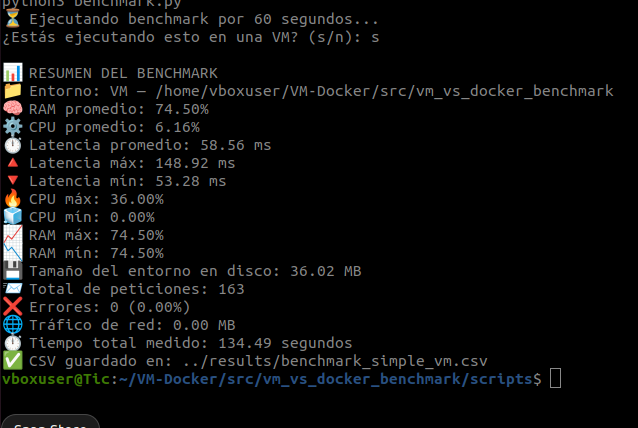 python3 benchmark.py
⏳ Ejecutando benchmark por 60 segundos...
¿Estás ejecutando esto en una VM? (s/n): s
📊 RESUMEN DEL BENCHMARK
📁 Entorno: VM — /home/vboxuser/VM-Docker/src/vm_vs_docker_benchmark
🧠 RAM promedio: 74.50%
⚙️ CPU promedio: 6.16%
⏱️ Latencia promedio: 58.56 ms
🔺 Latencia máx: 148.92 ms
🔻 Latencia mín: 53.28 ms
🔥 CPU máx: 36.00%
🧊 CPU mín: 0.00%
📈 RAM máx: 74.50%
📉 RAM mín: 74.50%
💾 Tamaño del entorno en disco: 36.02 MB
📨 Total de peticiones: 163
❌ Errores: 0 (0.00%)
🌐 Tráfico de red: 0.00 MB
⏱️ Tiempo total medido: 134.49 segundos
✅ CSV guardado en: ../results/benchmark_simple_vm.csv
vboxuser@Tic:~/VM-Docker/src/vm_vs_docker_benchmark/scripts$